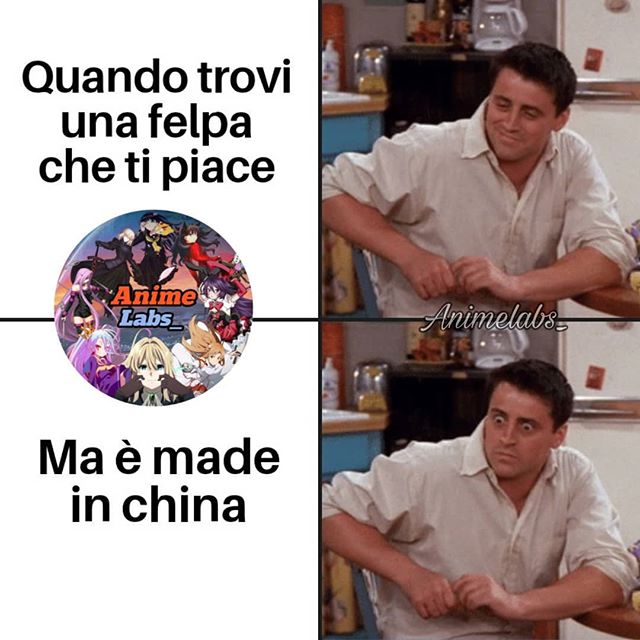 Quando trovi
una felpa
che ti piace
Anime
Labs_
Animelabs_
Ma è made
in china